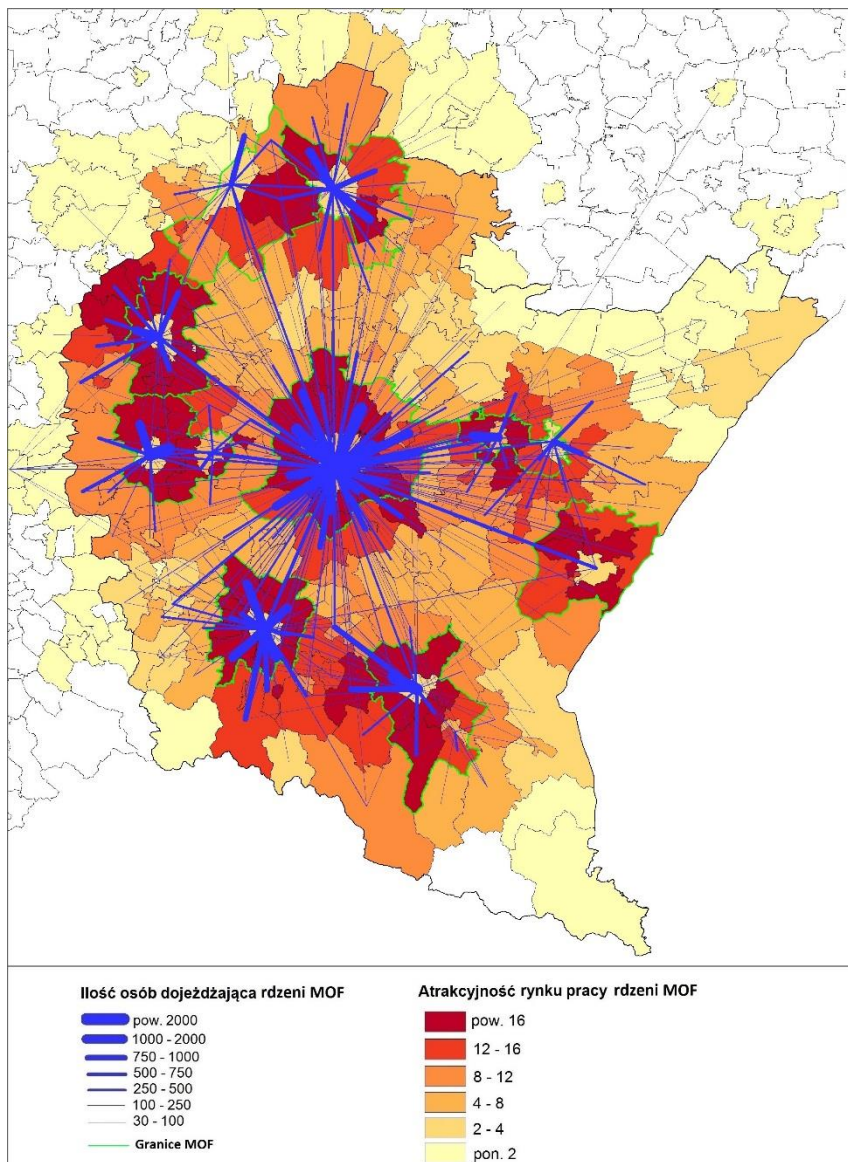 Ilość osób dojeżdżająca rdzeni MOF
pow. 2000
1000 - 2000
750 - 1000
500 - 750
250 - 500
100 - 250
30 - 100
Granice MOF
Atrakcyjność rynku pracy rdzeni MOF
pow. 16
12 - 16
8 - 12
4 - 8
2 - 4
pon. 2